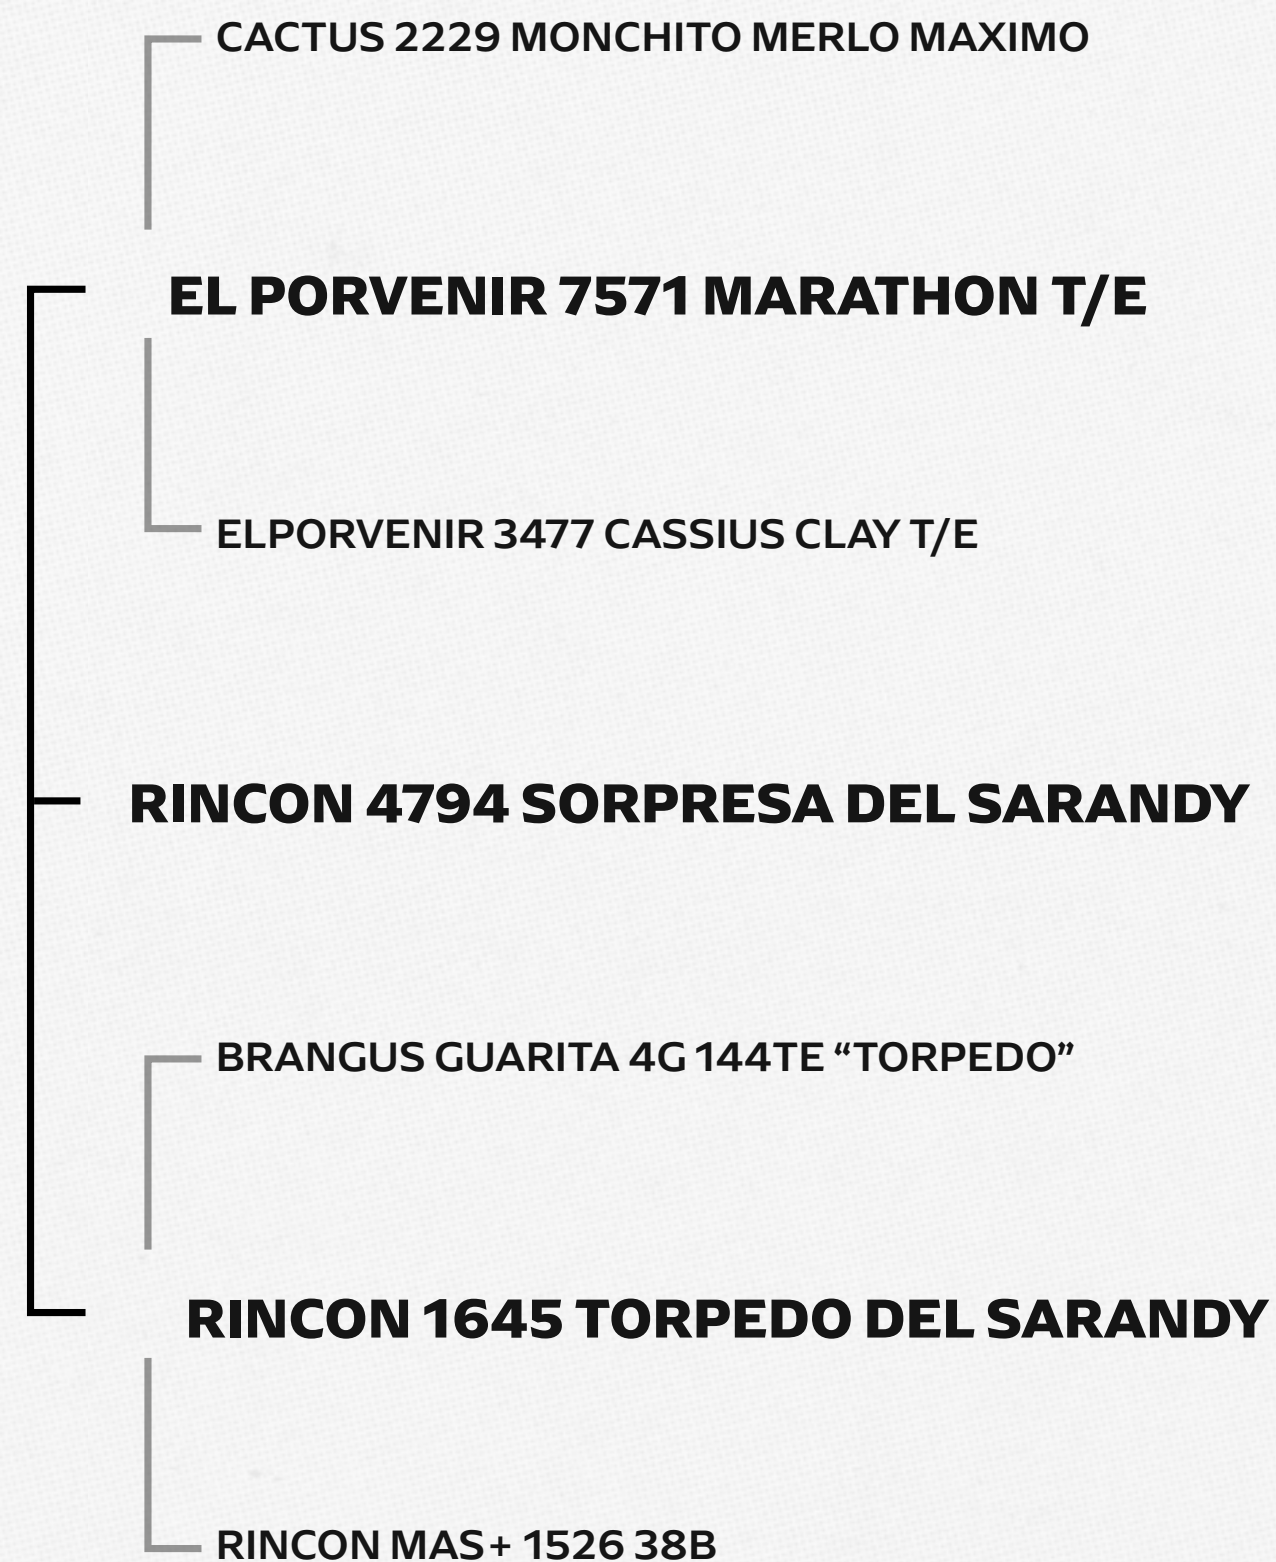 CACTUS 2229 MONCHITO MERLO MAXIMO
EL PORVENIR 7571 MARATHON T/E
ELPORVENIR 3477 CASSIUS CLAY T/E
RINCON 4794 SORPRESA DEL SARANDY
BRANGUS GUARITA 4G 144TE “TORPEDO”
RINCON 1645 TORPEDO DEL SARANDY
RINCON MAS+ 1526 38B